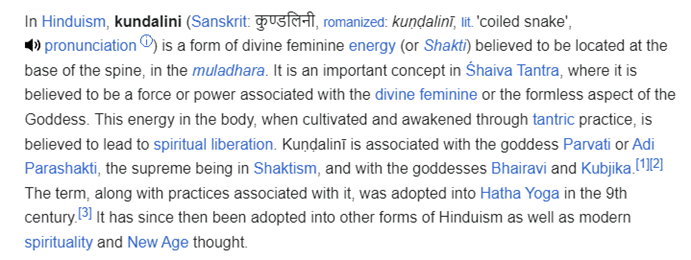 In Hinduism, kundalini (Sanskrit: कुण्डलिनी, romanized: kuṇḍalinī, lit. 'coiled snake',
pronunciation ⓘ) is a form of divine feminine energy (or Shakti) believed to be located at the
base of the spine, in the muladhara. It is an important concept in Śhaiva Tantra, where it is
believed to be a force or power associated with the divine feminine or the formless aspect of the
Goddess. This energy in the body, when cultivated and awakened through tantric practice, is
believed to lead to spiritual liberation. Kuṇḍalinī is associated with the goddess Parvati or Adi
Parashakti, the supreme being in Shaktism, and with the goddesses Bhairavi and Kubjika.[1][2]
The term, along with practices associated with it, was adopted into Hatha Yoga in the 9th
century.[3] It has since then been adopted into other forms of Hinduism as well as modern
spirituality and New Age thought.